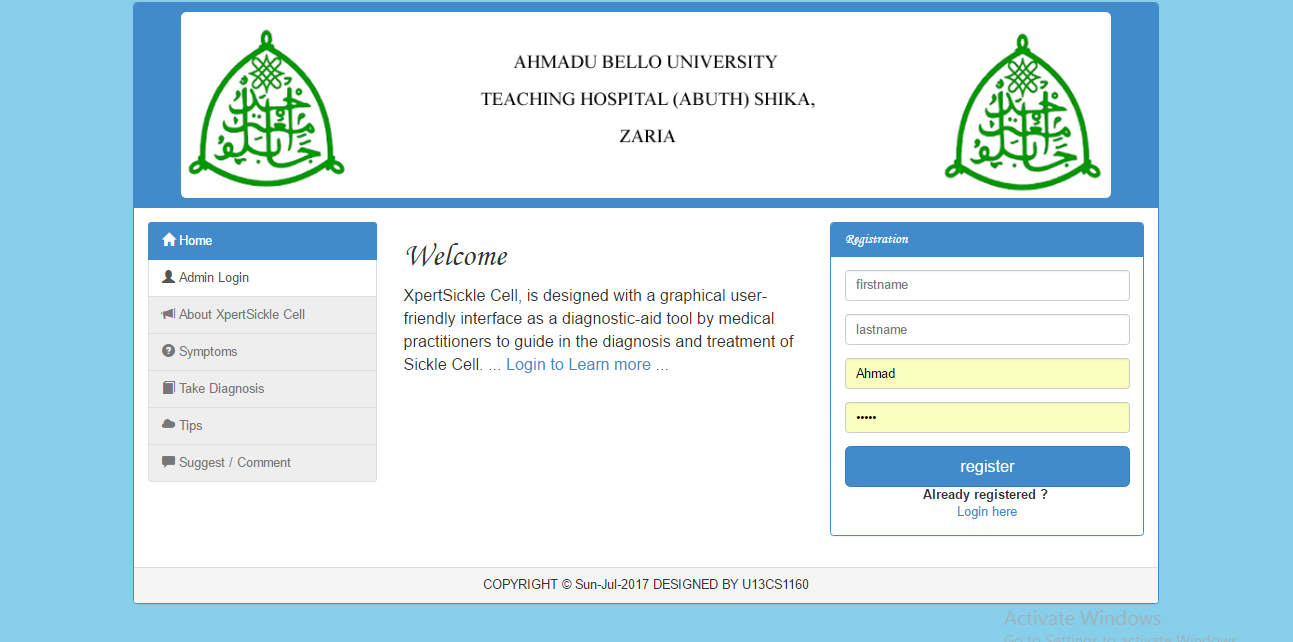 AHMADU BELLO UNIVERSITY
TEACHING HOSPITAL (ABUTH) SHIKA,
ZARIA
Home
Admin Login
About XpertSickle Cell
Symptoms
Take Diagnosis
Tips
Suggest / Comment
Welcome
XpertSickle Cell, is designed with a graphical user-
friendly interface as a diagnostic-aid tool by medical
practitioners to guide in the diagnosis and treatment of
Sickle Cell. ... Login to Learn more ...
Registration
firstname
lastname
Ahmad
•••••
register
Already registered ?
Login here
COPYRIGHT © Sun-Jul-2017 DESIGNED BY U13CS1160
Activate Windows
Go to Settings to activate Windows.